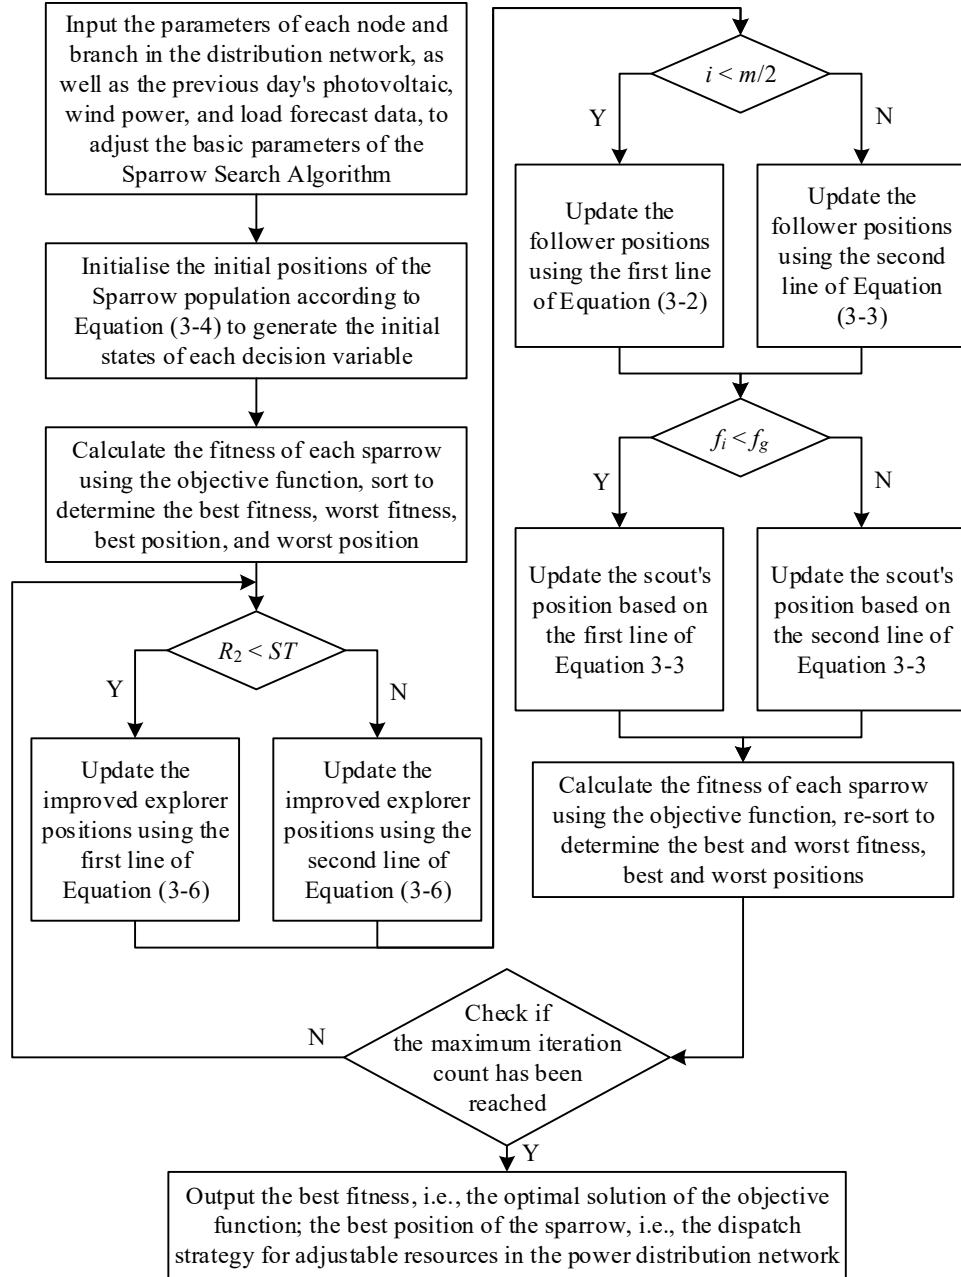 Input the parameters of each node and
branch in the distribution network, as
well as the previous day's photovoltaic,
wind power, and load forecast data, to
adjust the basic parameters of the
Sparrow Search Algorithm
Initialise the initial positions of the
Sparrow population according to
Equation (3-4) to generate the initial
states of each decision variable
Calculate the fitness of each sparrow
using the objective function, sort to
determine the best fitness, worst fitness,
best position, and worst position
R2 < ST
Y
N
Update the
improved explorer
positions using the
first line of
Equation (3-6)
Update the
improved explorer
positions using the
second line of
Equation (3-6)
i < m/2
Y
N
Update the
follower positions
using the first line
of Equation (3-2)
Update the
follower positions
using the second
line of Equation
(3-3)
fi < fg
Y
N
Update the scout's
position based on
the first line of
Equation 3-3
Update the scout's
position based on
the second line of
Equation 3-3
Calculate the fitness of each sparrow
using the objective function, re-sort to
determine the best and worst fitness,
best and worst positions
Check if
the maximum iteration
count has been
reached
N
Y
Output the best fitness, i.e., the optimal solution of the objective
function; the best position of the sparrow, i.e., the dispatch
strategy for adjustable resources in the power distribution network